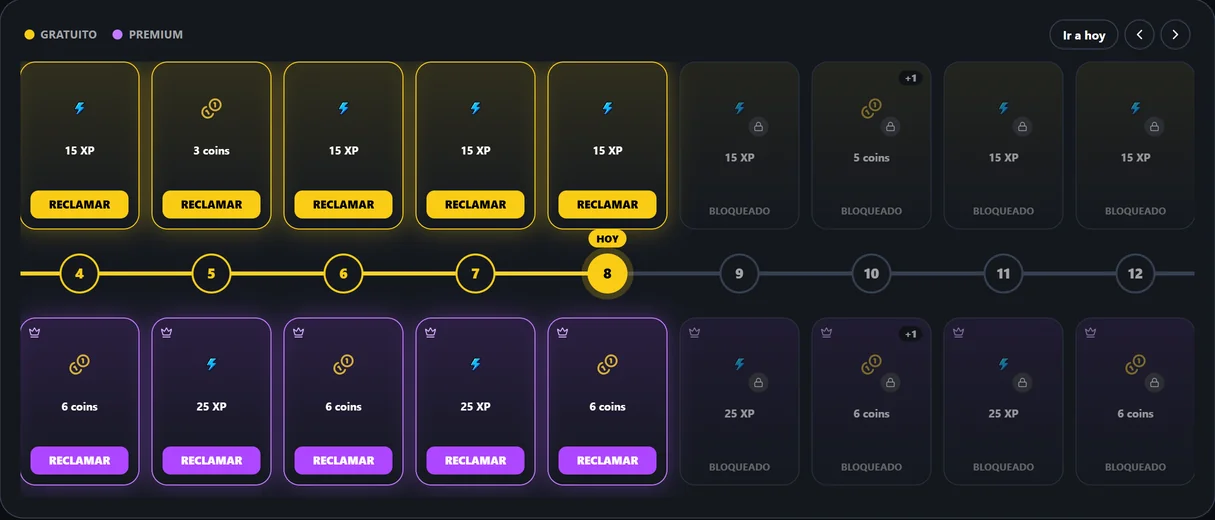 GRATUITO PREMIUM
Ir a hoy
+1
15 XP 3 coins 15 XP 15 XP 15 XP 15 XP 5 coins 15 XP 15 XP
RECLAMAR RECLAMAR RECLAMAR RECLAMAR RECLAMAR BLOQUEADO BLOQUEADO BLOQUEADO BLOQUEADO
HOY
4 5 6 7 8 9 10 11 12
+1
6 coins 25 XP 6 coins 25 XP 6 coins 25 XP 6 coins 25 XP 6 coins
RECLAMAR RECLAMAR RECLAMAR RECLAMAR RECLAMAR BLOQUEADO BLOQUEADO BLOQUEADO BLOQUEADO